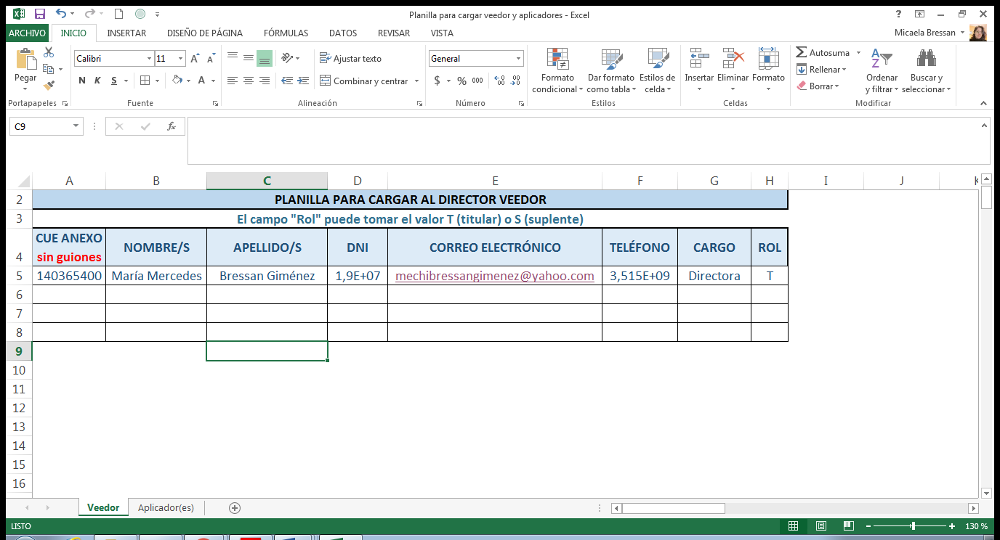 Planilla para cargar veedor y aplicadores - Excel
?
ARCHIVO INICIO INSERTAR DISEÑO DE PÁGINA FÓRMULAS DATOS REVISAR VISTA Micaela Bressan
Pegar
Calibri 11
N K S A
Ajustar texto
Combinar y centrar
General
$ % 000
Formato condicional
Dar formato como tabla
Estilos de celda
Insertar Eliminar Formato
Autosuma
Rellenar
Borrar
Ordenar y filtrar
Buscar y seleccionar
Portapapeles Fuente Alineación Número Estilos Celdas Modificar
C9 fx
A B C D E F G H I J K
2 PLANILLA PARA CARGAR AL DIRECTOR VEEDOR
3 El campo "Rol" puede tomar el valor T (titular) o S (suplente)
4 CUE ANEXO sin guiones NOMBRE/S APELLIDO/S DNI CORREO ELECTRÓNICO TELÉFONO CARGO ROL
5 140365400 María Mercedes Bressan Giménez 1,9E+07 mechibressangimenez@yahoo.com 3,515E+09 Directora T
6
7
8
9
10
11
12
13
14
15
16
Veedor Aplicador(es)
LISTO 130 %